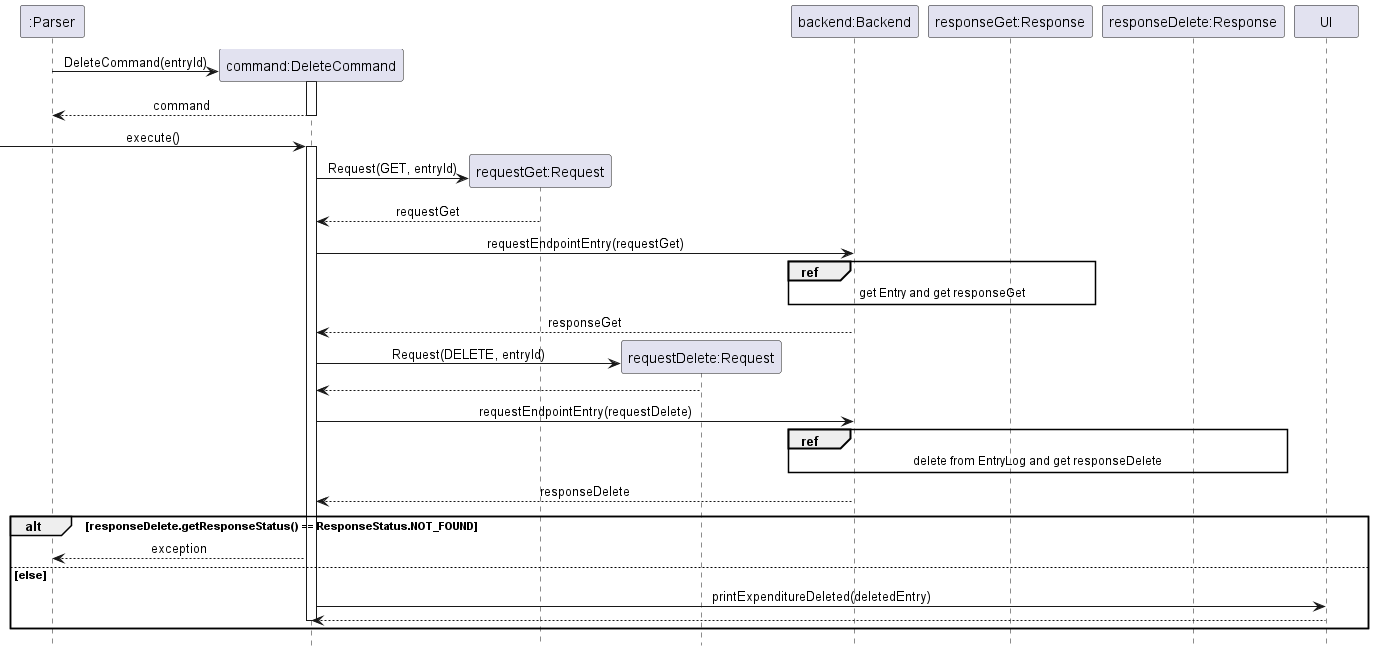 :Parser
backend:Backend
responseGet:Response
responseDelete:Response
UI
DeleteCommand(entryId)
command:DeleteCommand
command
execute()
Request(GET, entryId)
requestGet:Request
requestGet
requestEndpointEntry(requestGet)
ref
get Entry and get responseGet
responseGet
Request(DELETE, entryId)
requestDelete:Request
requestEndpointEntry(requestDelete)
ref
delete from EntryLog and get responseDelete
responseDelete
alt [responseDelete.getResponseStatus() == ResponseStatus.NOT_FOUND]
exception
[else]
printExpenditureDeleted(deletedEntry)